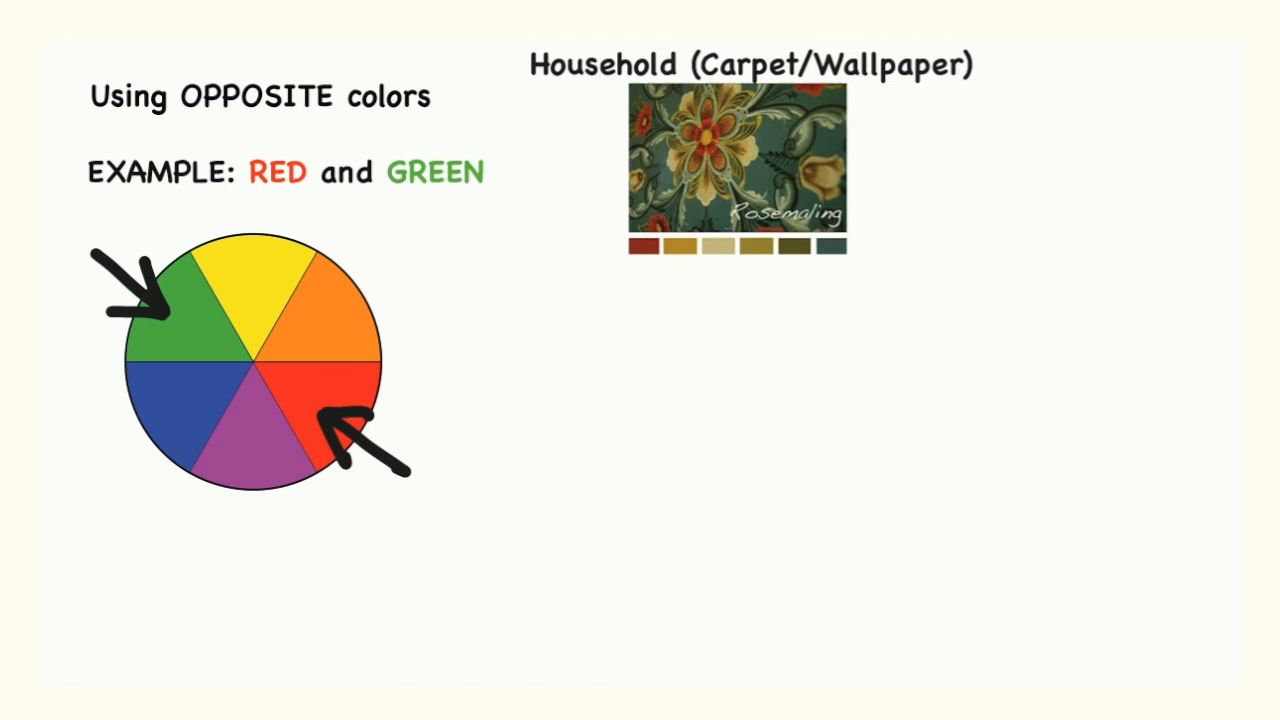 Using OPPOSITE colors
EXAMPLE: RED and GREEN
Household (Carpet/Wallpaper)
Rosemaling